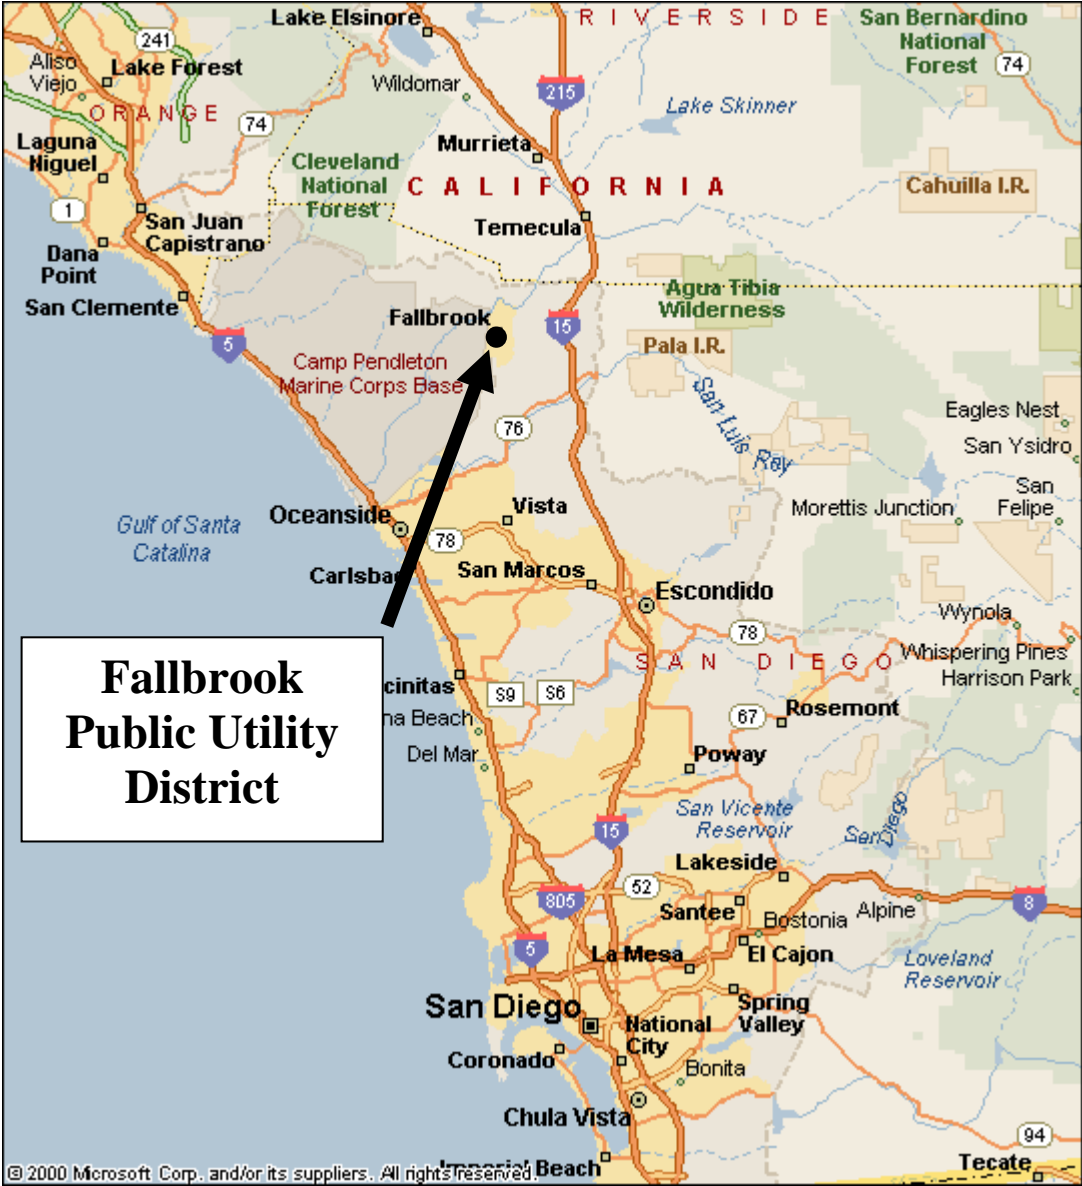 Lake Elsinore
R I V E R S I D E
San Bernardino
National
Forest
74
241
Aliso
Viejo
Lake Forest
Wildomar
215
Lake Skinner
O R A N G E
74
Laguna
Niguel
Murrieta
Cleveland
National
Forest
C A L I F O R N I A
Cahuilla I.R.
1
San Juan
Capistrano
Temecula
Dana
Point
San Clemente
Agua Tibia
Wilderness
Fallbrook
15
5
Pala I.R.
Camp Pendleton
Marine Corps Base
San Luis Rey
Eagles Nest
76
San Ysidro
San
Felipe
Morettis Junction
Vista
Oceanside
Gulf of Santa
Catalina
78
San Marcos
Carlsba
Escondido
Wynola
78
Whispering Pines
S A N D I E G O
Harrison Park
Fallbrook
Public Utility
District
cinitas
S9
S6
na Beach
67
Rosemont
Del Mar
Poway
San Vicente
Reservoir
San Diego
15
Lakeside
52
805
Santee
Bostonia
Alpine
8
5
La Mesa
El Cajon
Loveland
Reservoir
San Diego
National
City
Spring
Valley
Coronado
Bonita
Chula Vista
94
Imperial Beach
Tecate
© 2000 Microsoft Corp. and/or its suppliers. All rights reserved.